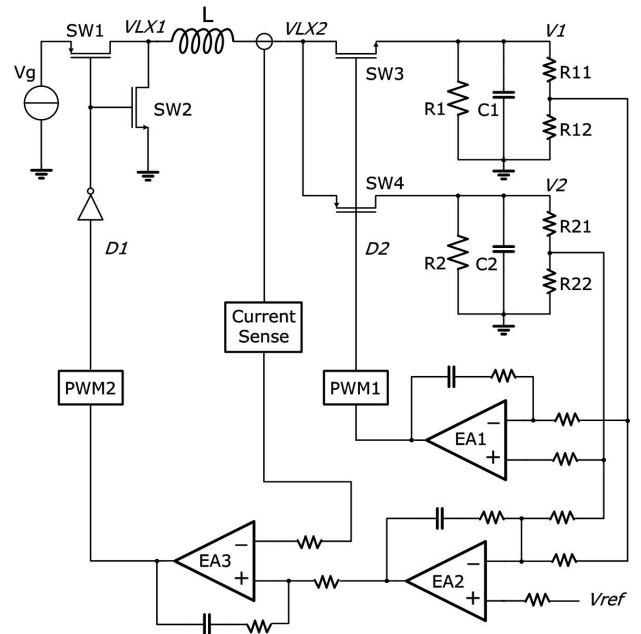 SW1
VLX1
L
VLX2
V1
Vg
SW2
SW3
R1
C1
R11
R12
SW4
V2
D1
D2
R2
C2
R21
R22
Current
Sense
PWM2
PWM1
EA1
−
+
EA3
−
+
EA2
−
+
Vref